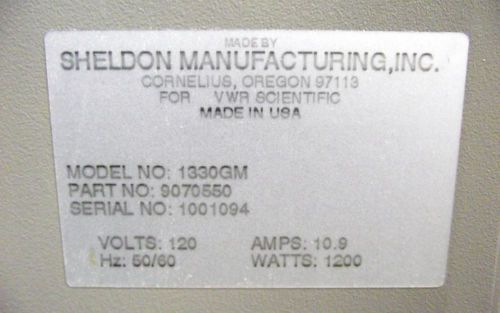 MADE BY
SHELDON MANUFACTURING,INC.
CORNELIUS, OREGON 97113
FOR VWR SCIENTIFIC
MADE IN USA
MODEL NO: 1330GM
PART NO: 9070550
SERIAL NO: 1001094
VOLTS: 120 AMPS: 10.9
Hz: 50/60 WATTS: 1200